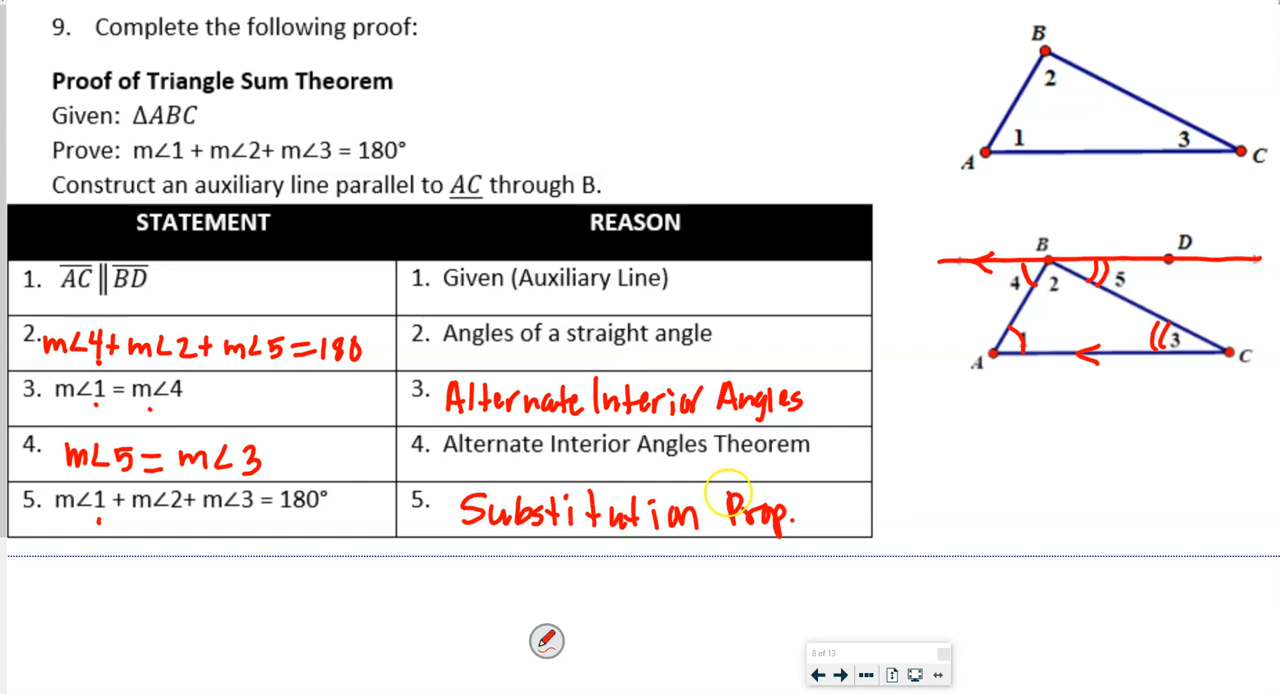 9. Complete the following proof:
Proof of Triangle Sum Theorem
Given: ΔABC
Prove: m∠1 + m∠2+ m∠3 = 180°
Construct an auxiliary line parallel to AC through B.
STATEMENT REASON
1. AC ∥ BD 1. Given (Auxiliary Line)
2. m∠4+ m∠2+ m∠5=180 2. Angles of a straight angle
3. m∠1 = m∠4 3. Alternate Interior Angles
4. m∠5 = m∠3 4. Alternate Interior Angles Theorem
5. m∠1 + m∠2+ m∠3 = 180° 5. Substitution Prop.
B
2
1 3
A C
B D
4 2 5
1 3
A C
8 of 13